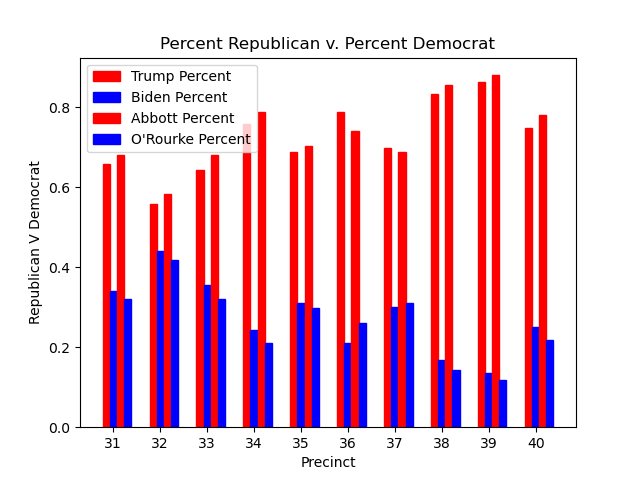 Percent Republican v. Percent Democrat
Trump Percent
Biden Percent
Abbott Percent
O'Rourke Percent
Republican V Democrat
0.8
0.6
0.4
0.2
0.0
31 32 33 34 35 36 37 38 39 40
Precinct